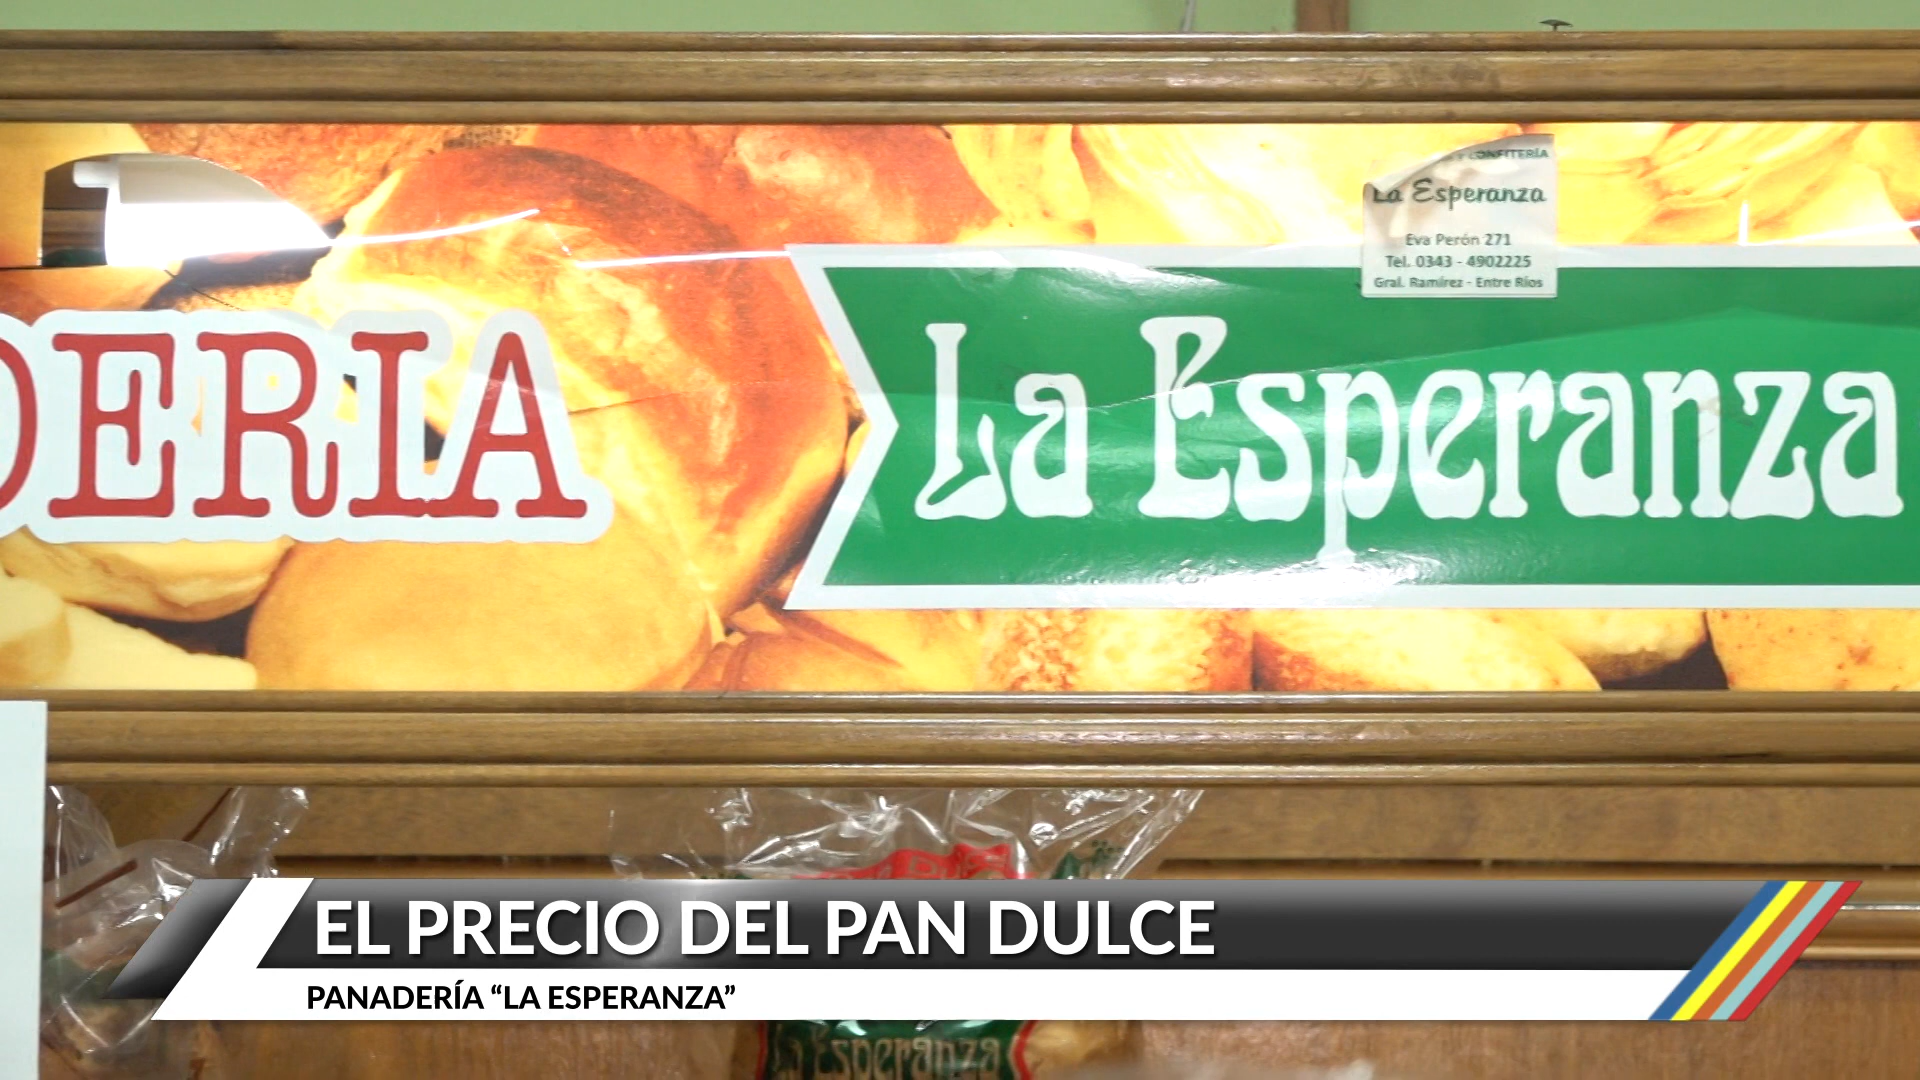 CONFITERÍA
La Esperanza
Eva Perón 271
Tel. 0343 - 4902225
Gral. Ramírez - Entre Ríos
DERIA
La Esperanza
EL PRECIO DEL PAN DULCE
PANADERÍA “LA ESPERANZA”
La Esperanza